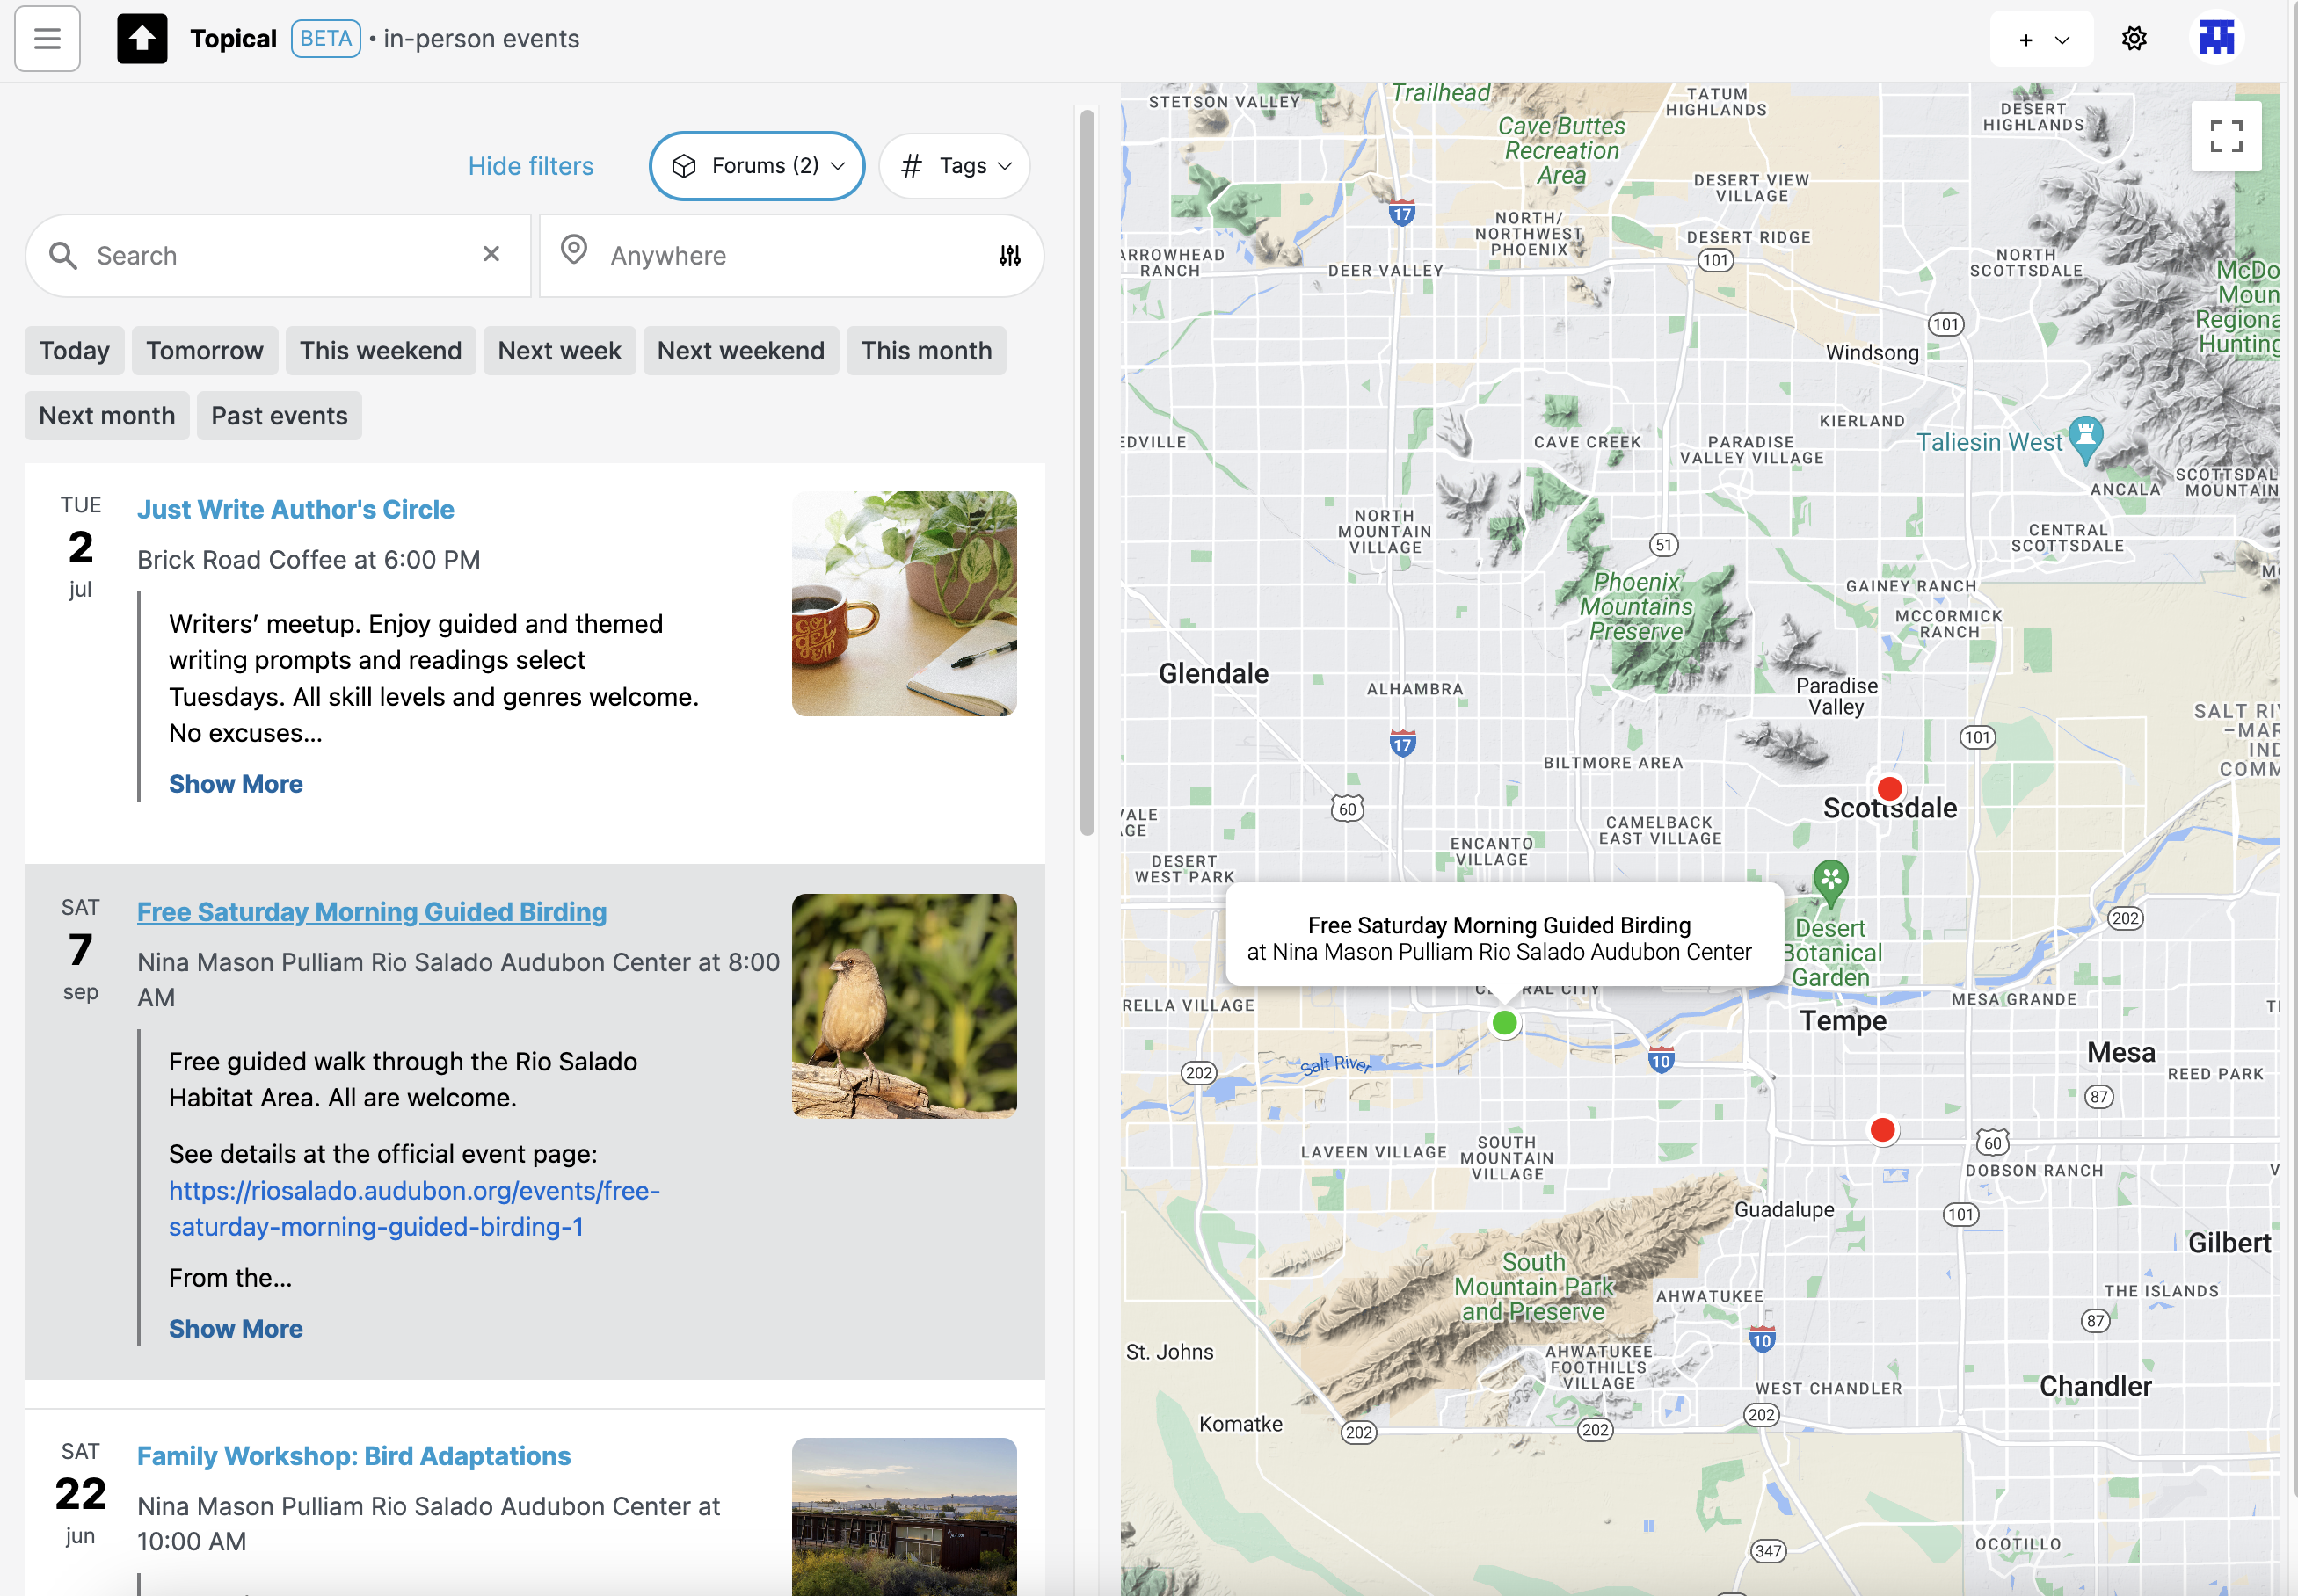 Topical BETA • in-person events
+
Hide filters
Forums (2)
# Tags
Search
Anywhere
Today
Tomorrow
This weekend
Next week
Next weekend
This month
Next month
Past events
TUE
2
jul
Just Write Author's Circle
Brick Road Coffee at 6:00 PM
Writers’ meetup. Enjoy guided and themed
writing prompts and readings select
Tuesdays. All skill levels and genres welcome.
No excuses...
Show More
GO
GET
EM
SAT
7
sep
Free Saturday Morning Guided Birding
Nina Mason Pulliam Rio Salado Audubon Center at 8:00
AM
Free guided walk through the Rio Salado
Habitat Area. All are welcome.
See details at the official event page:
https://riosalado.audubon.org/events/free-
saturday-morning-guided-birding-1
From the...
Show More
SAT
22
jun
Family Workshop: Bird Adaptations
Nina Mason Pulliam Rio Salado Audubon Center at
10:00 AM
STETSON VALLEY
Trailhead
TATUM
HIGHLANDS
DESERT
HIGHLANDS
Cave Buttes
Recreation
Area
DESERT VIEW
VILLAGE
17
NORTH/
NORTHWEST
PHOENIX
DESERT RIDGE
101
ARROWHEAD
RANCH
DEER VALLEY
NORTH
SCOTTSDALE
McDo
Moun
Regiona
Hunting
101
Windsong
KIERLAND
EDVILLE
CAVE CREEK
PARADISE
VALLEY VILLAGE
Taliesin West
SCOTTSDAL
MOUNTAIN
ANCALA
NORTH
MOUNTAIN
VILLAGE
51
CENTRAL
SCOTTSDALE
Phoenix
Mountains
Preserve
GAINEY RANCH
MCCORMICK
RANCH
Glendale
ALHAMBRA
Paradise
Valley
SALT RI
-MAR
IND
COMM
17
101
BILTMORE AREA
60
Scottsdale
VALE
GE
CAMELBACK
EAST VILLAGE
ENCANTO
VILLAGE
DESERT
WEST PARK
202
Free Saturday Morning Guided Birding
at Nina Mason Pulliam Rio Salado Audubon Center
Desert
Botanical
Garden
RELLA VILLAGE
MESA GRANDE
Tempe
Mesa
Salt River
10
202
REED PARK
87
LAVEEN VILLAGE
SOUTH
MOUNTAIN
VILLAGE
60
DOBSON RANCH
Guadalupe
101
Gilbert
South
Mountain Park
and Preserve
AHWATUKEE
THE ISLANDS
87
10
St. Johns
AHWATUKEE
FOOTHILLS
VILLAGE
WEST CHANDLER
Chandler
Komatke
202
202
202
347
OCOTILLO